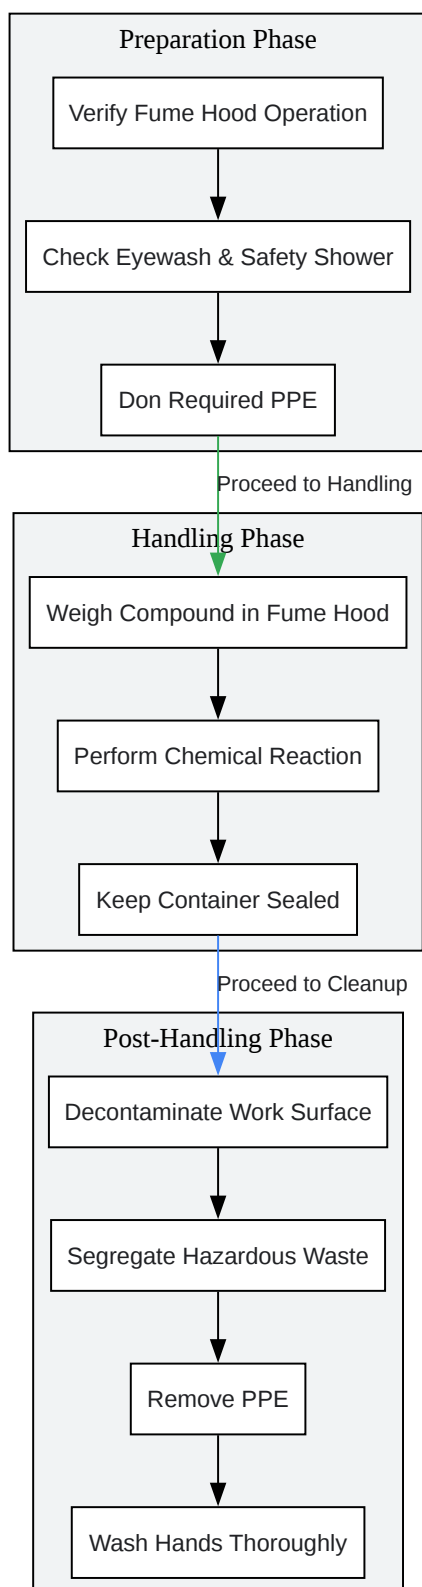 Preparation Phase
Verify Fume Hood Operation
Check Eyewash & Safety Shower
Don Required PPE
Proceed to Handling
Handling Phase
Weigh Compound in Fume Hood
Perform Chemical Reaction
Keep Container Sealed
Proceed to Cleanup
Post-Handling Phase
Decontaminate Work Surface
Segregate Hazardous Waste
Remove PPE
Wash Hands Thoroughly